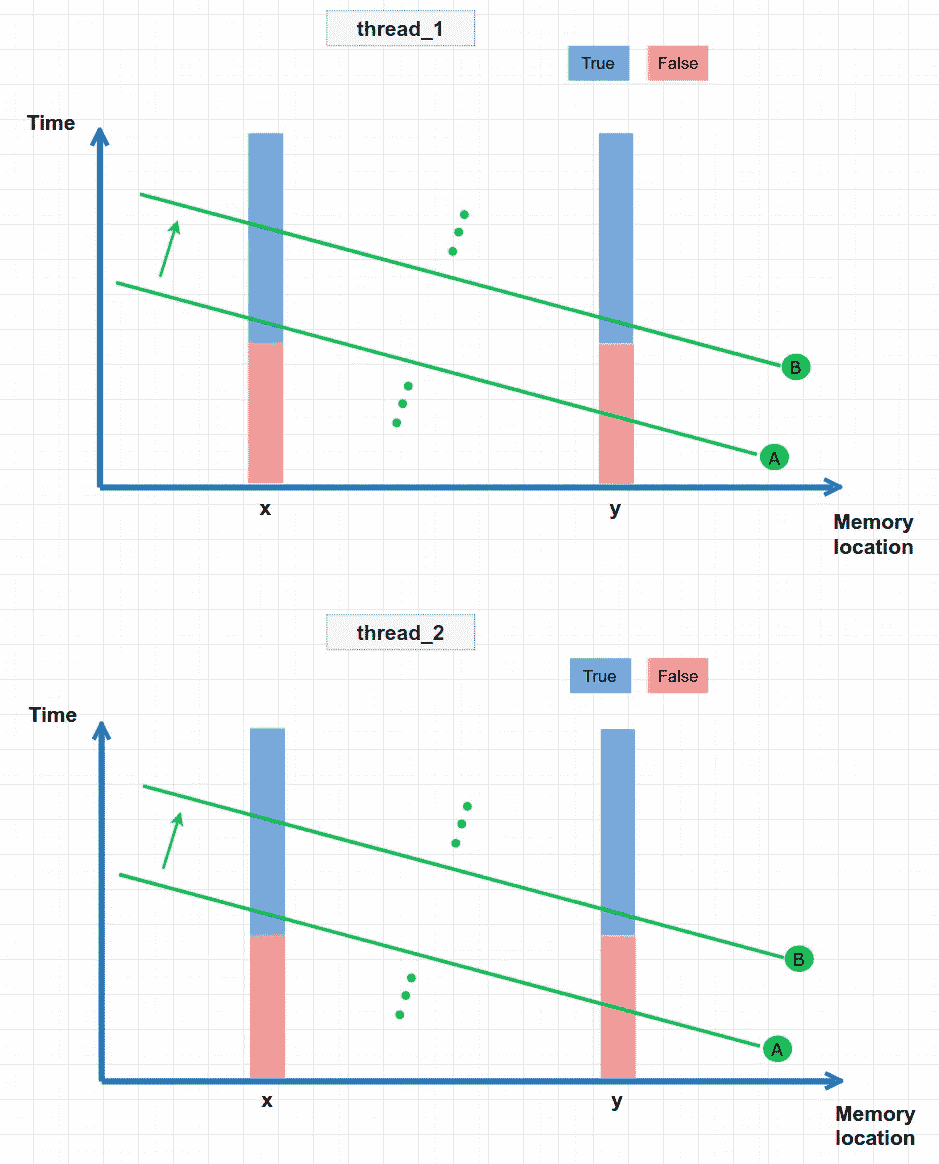 thread_1
True False
Time
B
A
x y
Memory
location
thread_2
True False
Time
B
A
x y
Memory
location